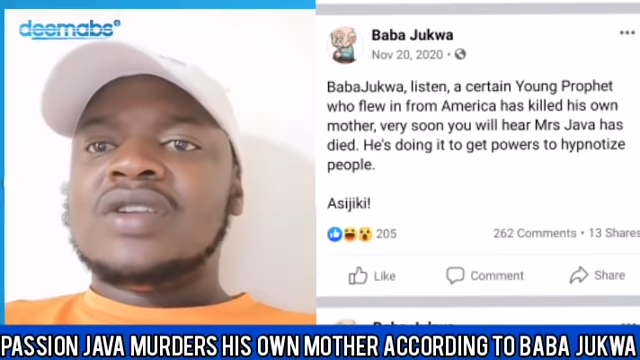 deemabs
Baba Jukwa
Nov 20, 2020 ·
BabaJukwa, listen, a certain Young Prophet
who flew in from America has killed his own
mother, very soon you will hear Mrs Java has
died. He's doing it to get powers to hypnotize
people.
Asijiki!
205
262 Comments • 13 Shares
Like
Comment
Share
Baba Jukwa
PASSION JAVA MURDERS HIS OWN MOTHER ACCORDING TO BABA JUKWA